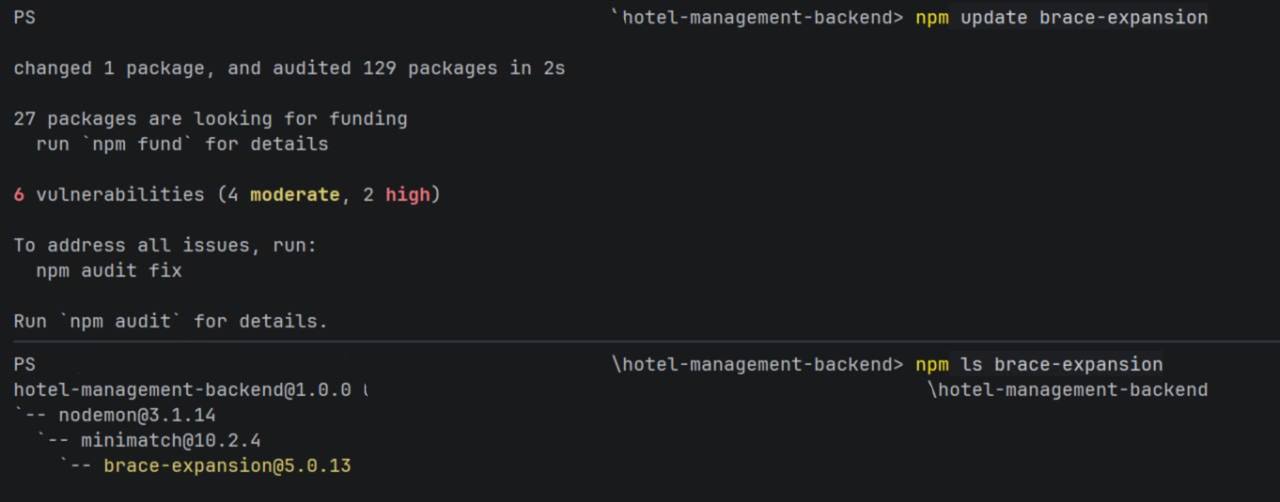 PS `hotel-management-backend> npm update brace-expansion
changed 1 package, and audited 129 packages in 2s
27 packages are looking for funding
  run `npm fund` for details
6 vulnerabilities (4 moderate, 2 high)
To address all issues, run:
  npm audit fix
Run `npm audit` for details.
PS \hotel-management-backend> npm ls brace-expansion
hotel-management-backend@1.0.0 \hotel-management-backend
`-- nodemon@3.1.14
  `-- minimatch@10.2.4
    `-- brace-expansion@5.0.13